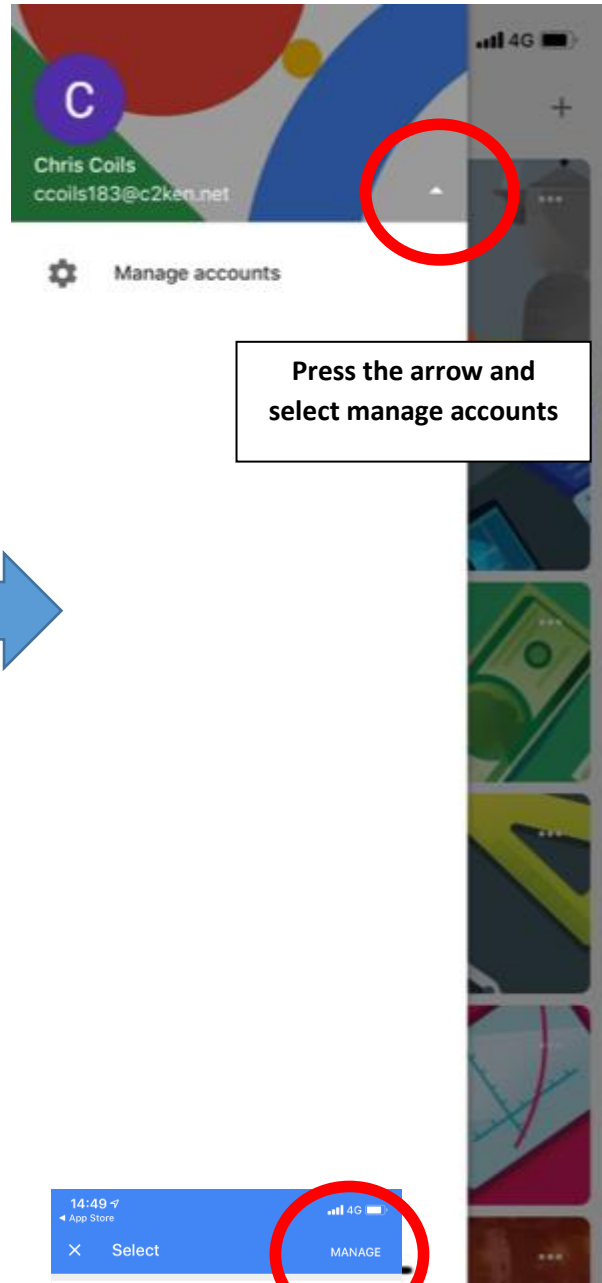 4G
C
+
Chris Coils
ccoils183@c2ken.net
Manage accounts
Press the arrow and
select manage accounts
14:49
4G
App Store
Select
MANAGE